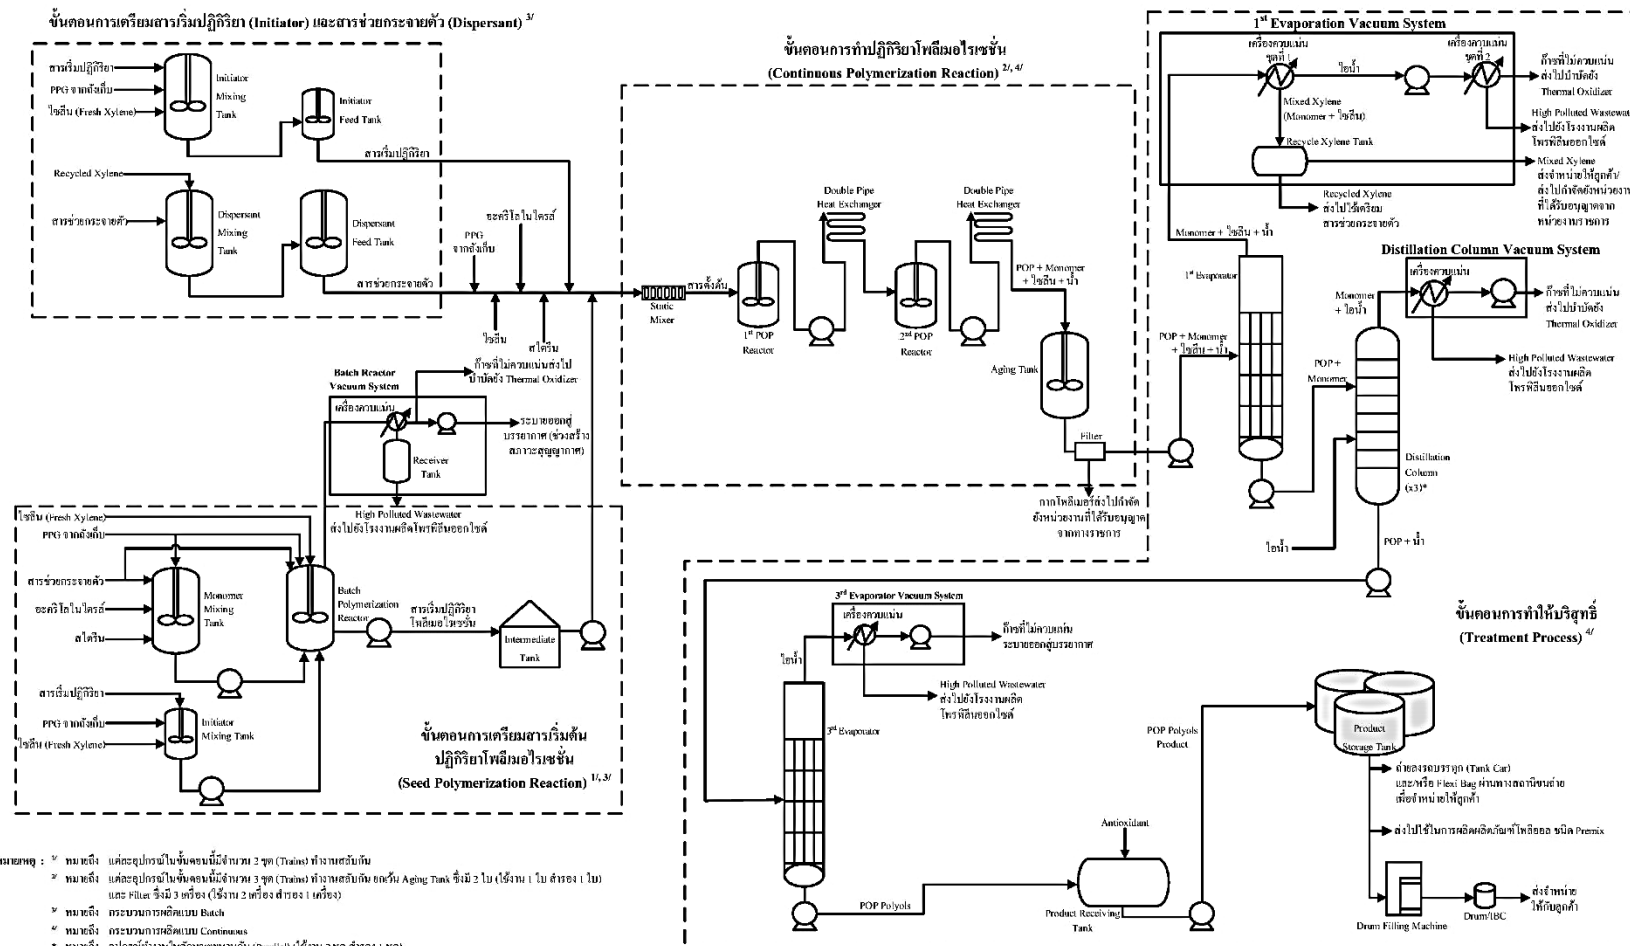 ขั้นตอนการเตรียมสารเริ่มปฏิกิริยา (Initiator) และสารช่วยกระจายตัว (Dispersant) 3/
สารเริ่มปฏิกิริยา
PPG จากถังเก็บ
ไซลีน (Fresh Xylene)
Initiator
Mixing
Tank
Initiator
Feed Tank
สารเริ่มปฏิกิริยา
Recycled Xylene
สารช่วยกระจายตัว
Dispersant
Mixing
Tank
Dispersant
Feed Tank
สารช่วยกระจายตัว
PPG
จากถังเก็บ
อะคริโลไนไตรล์
ไซลีน
สไตรีน
ขั้นตอนการทำปฏิกิริยาโพลีเมอไรเซชั่น
(Continuous Polymerization Reaction) 2/, 4/
Static
Mixer
สารตั้งต้น
1st POP
Reactor
Double Pipe
Heat Exchanger
2nd POP
Reactor
Double Pipe
Heat Exchanger
POP + Monomer
+ ไซลีน + น้ำ
Aging Tank
Filter
กากโพลีเมอร์ส่งไปกำจัด
ยังหน่วยงานที่ได้รับอนุญาต
จากทางราชการ
1st Evaporation Vacuum System
เครื่องควบแน่น
ชุดที่ 1
ไอน้ำ
เครื่องควบแน่น
ชุดที่ 2
ก๊าซที่ไม่ควบแน่น
ส่งไปบำบัดยัง
Thermal Oxidizer
Mixed Xylene
(Monomer + ไซลีน)
Recycle Xylene Tank
High Polluted Wastewate
ส่งไปยังโรงงานผลิต
โพรพิลีนออกไซด์
Mixed Xylene
ส่งจำหน่ายให้ลูกค้า/
ส่งไปกำจัดยังหน่วยงาน
ที่ได้รับอนุญาตจาก
หน่วยงานราชการ
Recycled Xylene
ส่งไปใช้เตรียม
สารช่วยกระจายตัว
Monomer + ไซลีน + น้ำ
1st Evaporator
POP + Monomer
+ ไซลีน + น้ำ
Distillation Column Vacuum System
เครื่องควบแน่น
Monomer
+ ไอน้ำ
ก๊าซที่ไม่ควบแน่น
ส่งไปบำบัดยัง
Thermal Oxidizer
High Polluted Wastewater
ส่งไปยังโรงงานผลิต
โพรพิลีนออกไซด์
POP +
Monomer
Distillation
Column
(x3)*
ไอน้ำ
POP + น้ำ
Batch Reactor
Vacuum System
เครื่องควบแน่น
ก๊าซที่ไม่ควบแน่นส่งไป
บำบัดยัง Thermal Oxidizer
ระบายออกสู่
บรรยากาศ (ช่วงสร้าง
สภาวะสุญญากาศ)
Receiver
Tank
High Polluted Wastewater
ส่งไปยังโรงงานผลิตโพรพิลีนออกไซด์
ไซลีน (Fresh Xylene)
PPG จากถังเก็บ
สารช่วยกระจายตัว
อะคริโลไนไตรล์
สไตรีน
Monomer
Mixing
Tank
Batch
Polymerization
Reactor
สารเริ่มปฏิกิริยา
โพลีเมอไรเซชั่น
Intermediate
Tank
สารเริ่มปฏิกิริยา
PPG จากถังเก็บ
ไซลีน (Fresh Xylene)
Initiator
Mixing Tank
ขั้นตอนการเตรียมสารเริ่มต้น
ปฏิกิริยาโพลีเมอไรเซชั่น
(Seed Polymerization Reaction) 1/, 3/
3rd Evaporator Vacuum System
เครื่องควบแน่น
ไอน้ำ
ก๊าซที่ไม่ควบแน่น
ระบายออกสู่บรรยากาศ
High Polluted Wastewater
ส่งไปยังโรงงานผลิต
โพรพิลีนออกไซด์
3rd Evaporator
POP Polyols
Antioxidant
Product Receiving
Tank
POP Polyols
Product
ขั้นตอนการทำให้บริสุทธิ์
(Treatment Process) 4/
Product
Storage Tank
ถ่ายลงรถบรรทุก (Tank Car)
และ/หรือ Flexi Bag ผ่านทางสถานีขนถ่าย
เพื่อจำหน่ายให้ลูกค้า
ส่งไปใช้ในการผลิตผลิตภัณฑ์โพลีออล ชนิด Premix
Drum Filling Machine
Drum/IBC
ส่งจำหน่าย
ให้กับลูกค้า
หมายถึง แต่ละอุปกรณ์ในขั้นตอนนี้มีจำนวน 2 ชุด (Trains) ทำงานสลับกัน
หมายถึง แต่ละอุปกรณ์ในขั้นตอนนี้มีจำนวน 3 ชุด (Trains) ทำงานสลับกัน ยกเว้น Aging Tank ซึ่งมี 2 ใบ (ใช้งาน 1 ใบ สำรอง 1 ใบ)
และ Filter ซึ่งมี 3 เครื่อง (ใช้งาน 2 เครื่อง สำรอง 1 เครื่อง)
หมายถึง กระบวนการผลิตแบบ Batch
หมายถึง กระบวนการผลิตแบบ Continuous